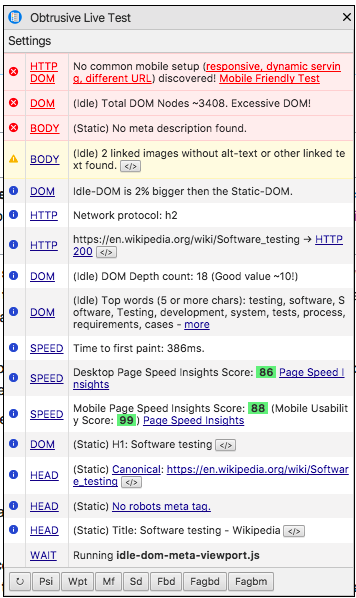 Obtrusive Live Test
Settings
HTTP No common mobile setup (responsive, dynamic servin
DOM g, different URL) discovered! Mobile Friendly Test
DOM (Idle) Total DOM Nodes ~3408. Excessive DOM!
BODY (Static) No meta description found.
BODY (Idle) 2 linked images without alt-text or other linked te
xt found. </>
DOM Idle-DOM is 2% bigger then the Static-DOM.
HTTP Network protocol: h2
HTTP https://en.wikipedia.org/wiki/Software_testing → HTTP
200 </>
DOM (Idle) DOM Depth count: 18 (Good value ~10!)
DOM (Idle) Top words (5 or more chars): testing, software, S
oftware, Testing, development, system, tests, process,
requirements, cases - more
SPEED Time to first paint: 386ms.
SPEED Desktop Page Speed Insights Score: 86 Page Speed I
nsights
SPEED Mobile Page Speed Insights Score: 88 (Mobile Usabilit
y Score: 99) Page Speed Insights
DOM (Static) H1: Software testing </>
HEAD (Static) Canonical: https://en.wikipedia.org/wiki/Softwar
e_testing </>
HEAD (Static) No robots meta tag.
HEAD (Static) Title: Software testing - Wikipedia </>
WAIT Running idle-dom-meta-viewport.js
Psi Wpt Mf Sd Fbd Fagbd Fagbm